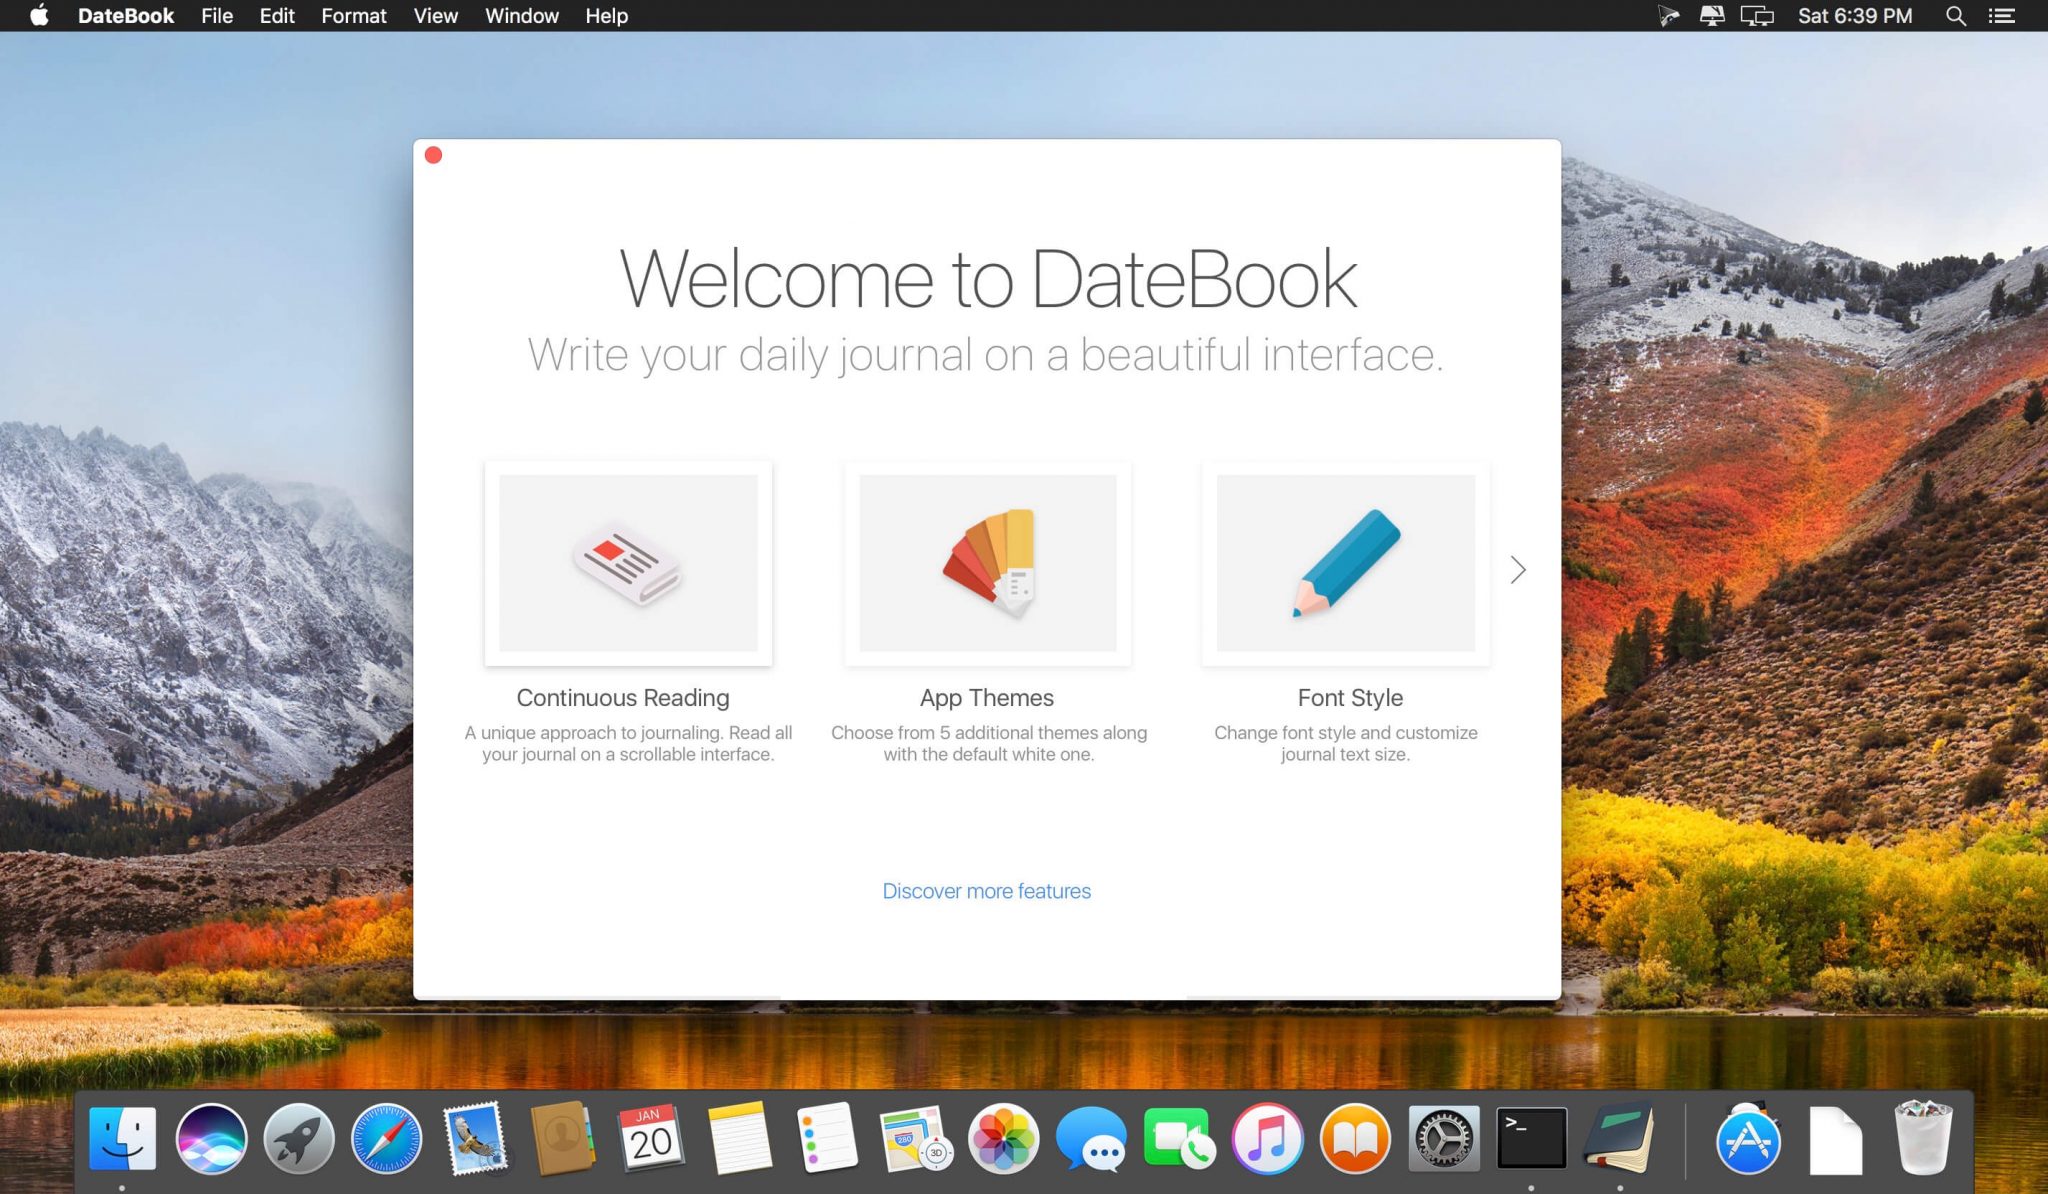 DateBook File Edit Format View Window Help Sat 6:39 PM
Welcome to DateBook
Write your daily journal on a beautiful interface.
Continuous Reading
A unique approach to journaling. Read all
your journal on a scrollable interface.
App Themes
Choose from 5 additional themes along
with the default white one.
Font Style
Change font style and customize
journal text size.
Discover more features
JAN
20
280
3D
>_